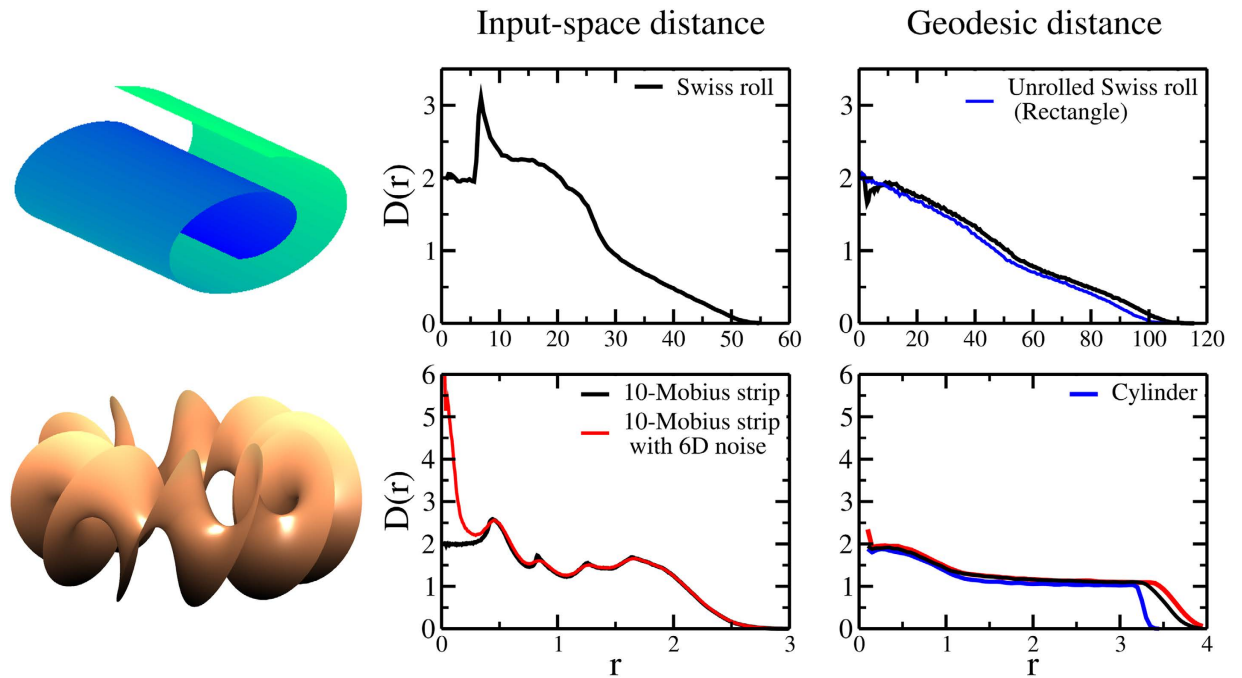 Input-space distance
Geodesic distance
D(r)
3
2
1
0
Swiss roll
0 10 20 30 40 50 60
3
2
1
0
Unrolled Swiss roll
(Rectangle)
0 20 40 60 80 100 120
D(r)
6
5
4
3
2
1
0
10-Mobius strip
10-Mobius strip
with 6D noise
0 1 2 3
r
6
5
4
3
2
1
0
Cylinder
0 1 2 3 4
r